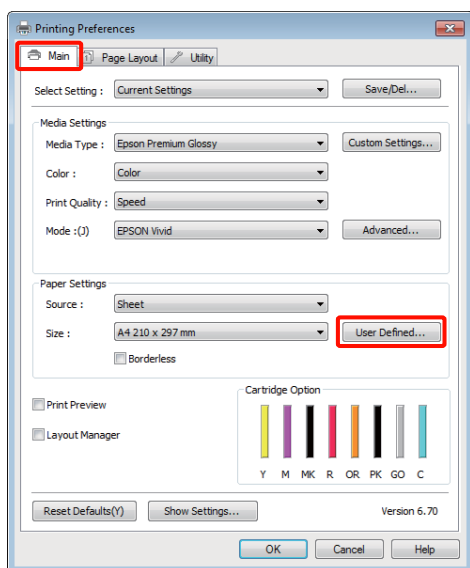 Printing Preferences
Main Page Layout Utility
Select Setting : Current Settings Save/Del...
Media Settings
Media Type : Epson Premium Glossy Custom Settings...
Color : Color
Print Quality : Speed
Mode :(J) EPSON Vivid Advanced...
Paper Settings
Source : Sheet
Size : A4 210 x 297 mm User Defined...
Borderless
Cartridge Option
Print Preview
Layout Manager
Y M MK R OR PK GO C
Reset Defaults(Y) Show Settings... Version 6.70
OK Cancel Help